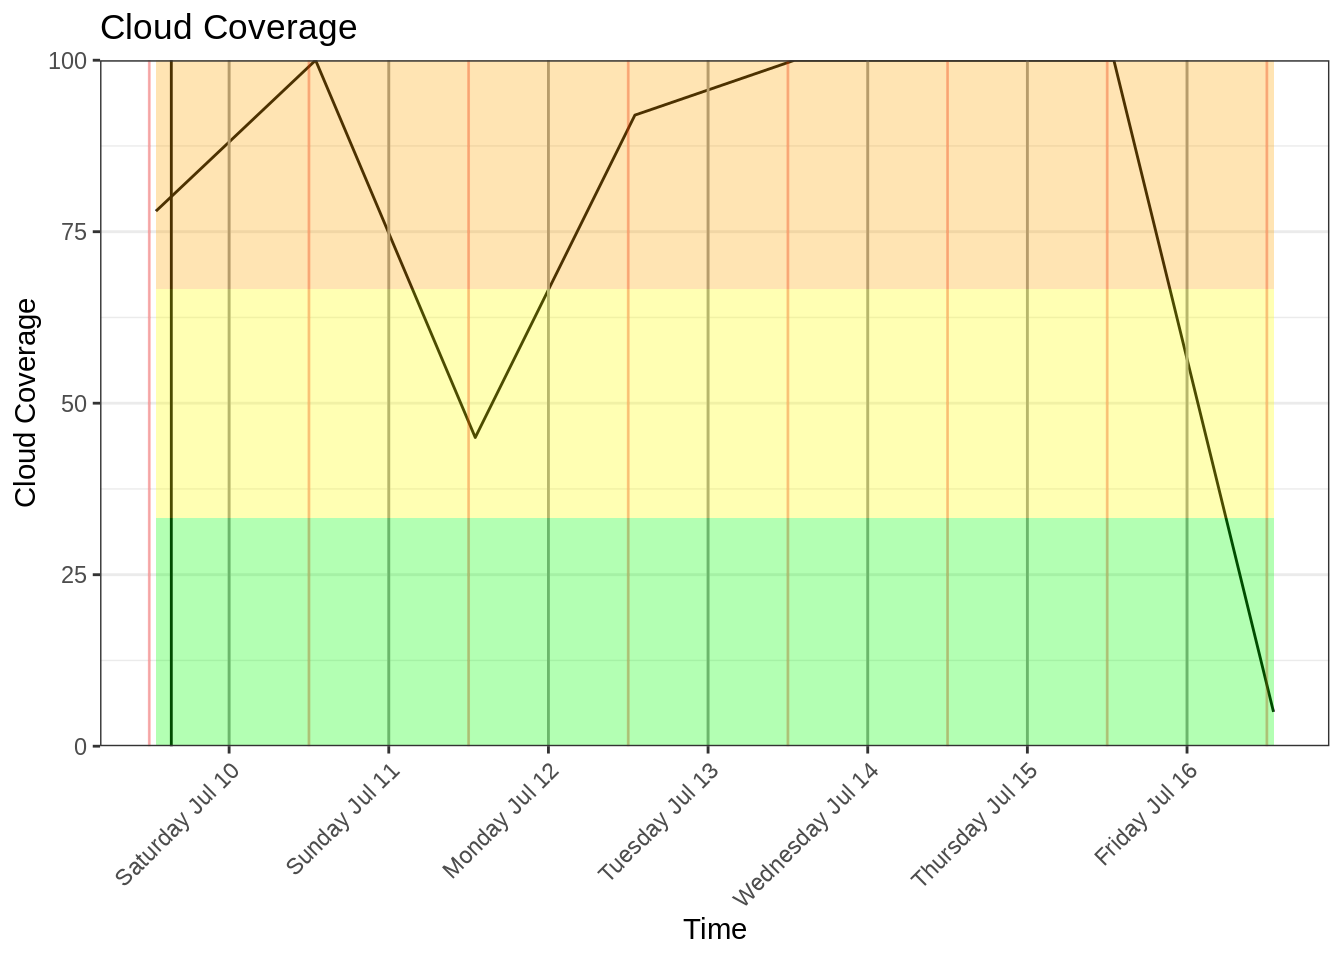 Cloud Coverage
Cloud Coverage
100
75
50
25
0
Saturday Jul 10
Sunday Jul 11
Monday Jul 12
Tuesday Jul 13
Wednesday Jul 14
Thursday Jul 15
Friday Jul 16
Time